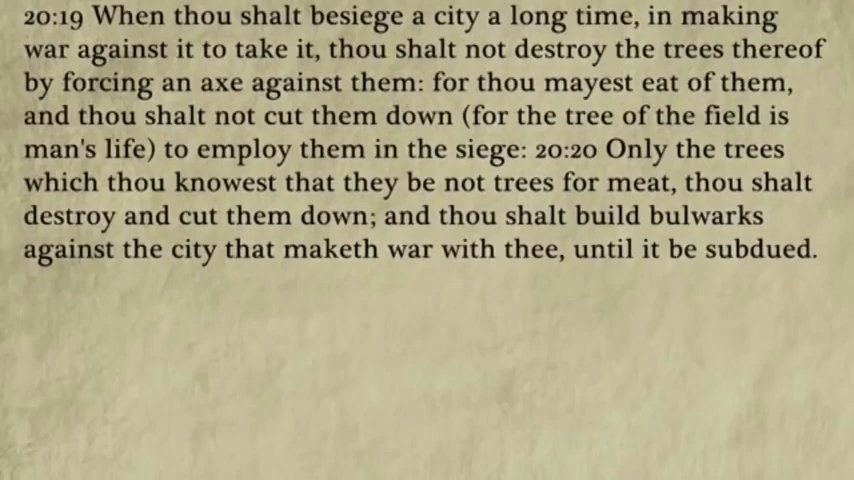 20:19 When thou shalt besiege a city a long time, in making
war against it to take it, thou shalt not destroy the trees thereof
by forcing an axe against them: for thou mayest eat of them,
and thou shalt not cut them down (for the tree of the field is
man's life) to employ them in the siege: 20:20 Only the trees
which thou knowest that they be not trees for meat, thou shalt
destroy and cut them down; and thou shalt build bulwarks
against the city that maketh war with thee, until it be subdued.